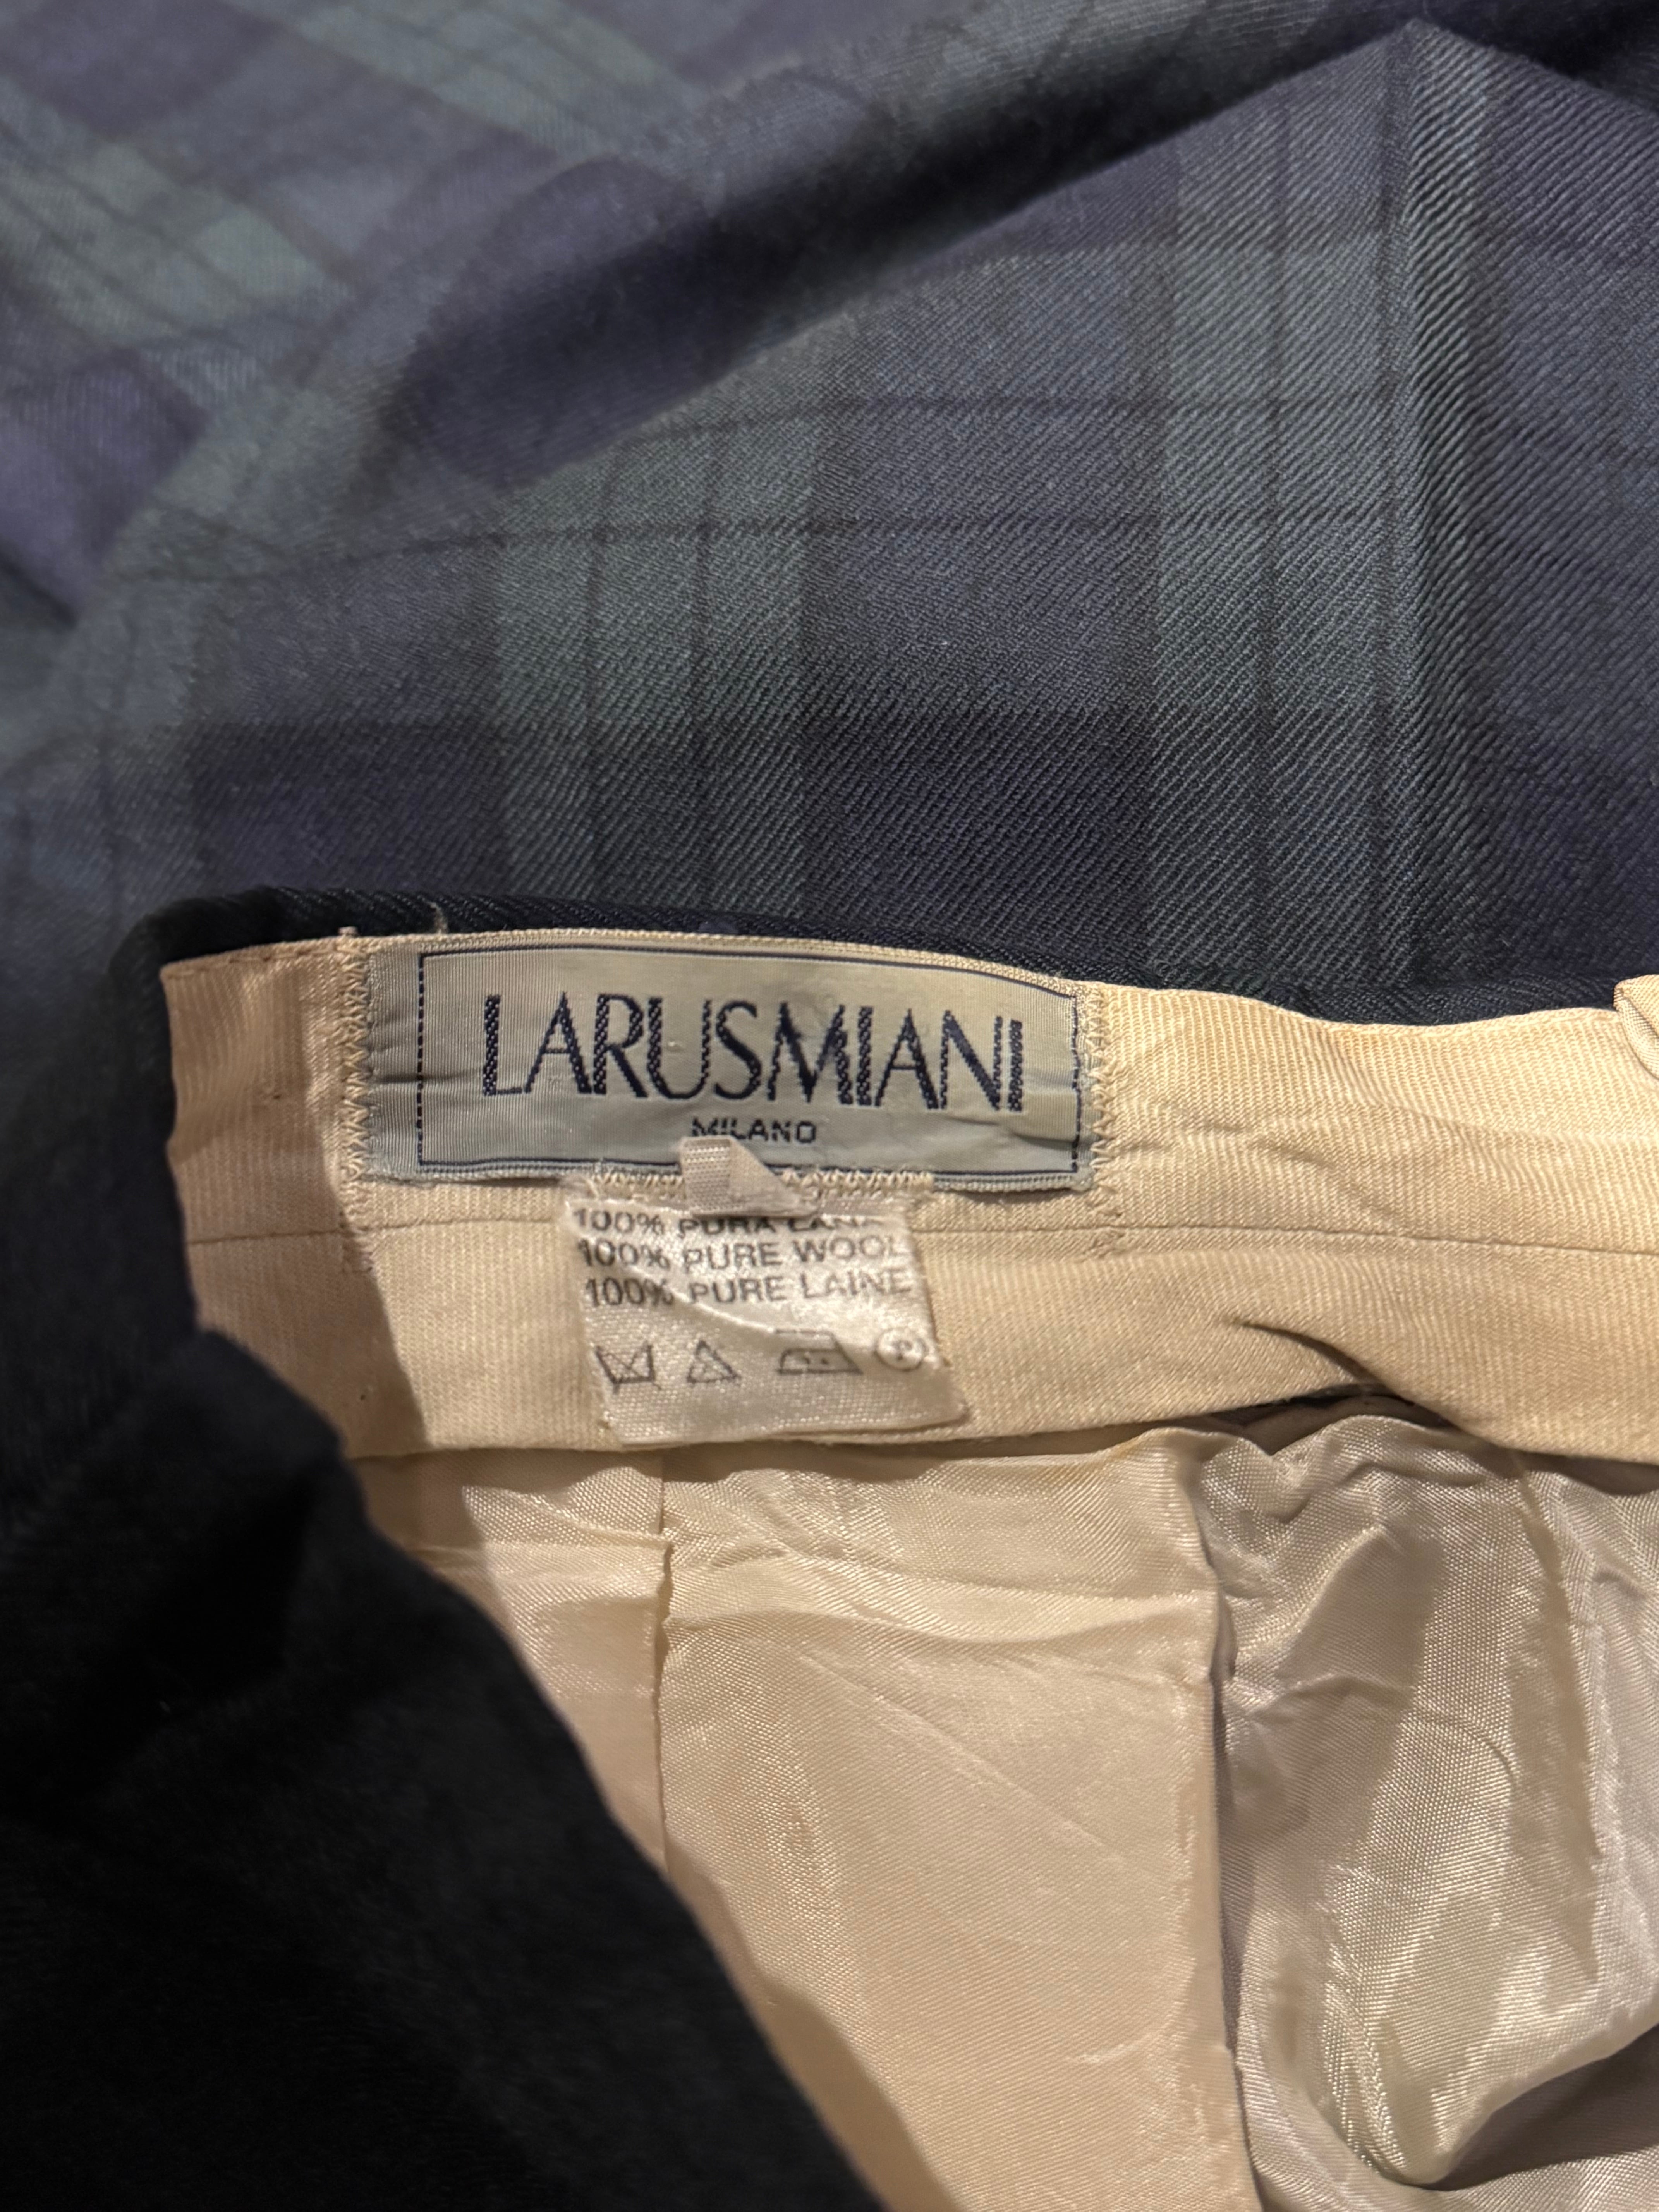 LARUSMIANI
MILANO
100% PURA LANA
100% PURE WOOL
100% PURE LAINE
P